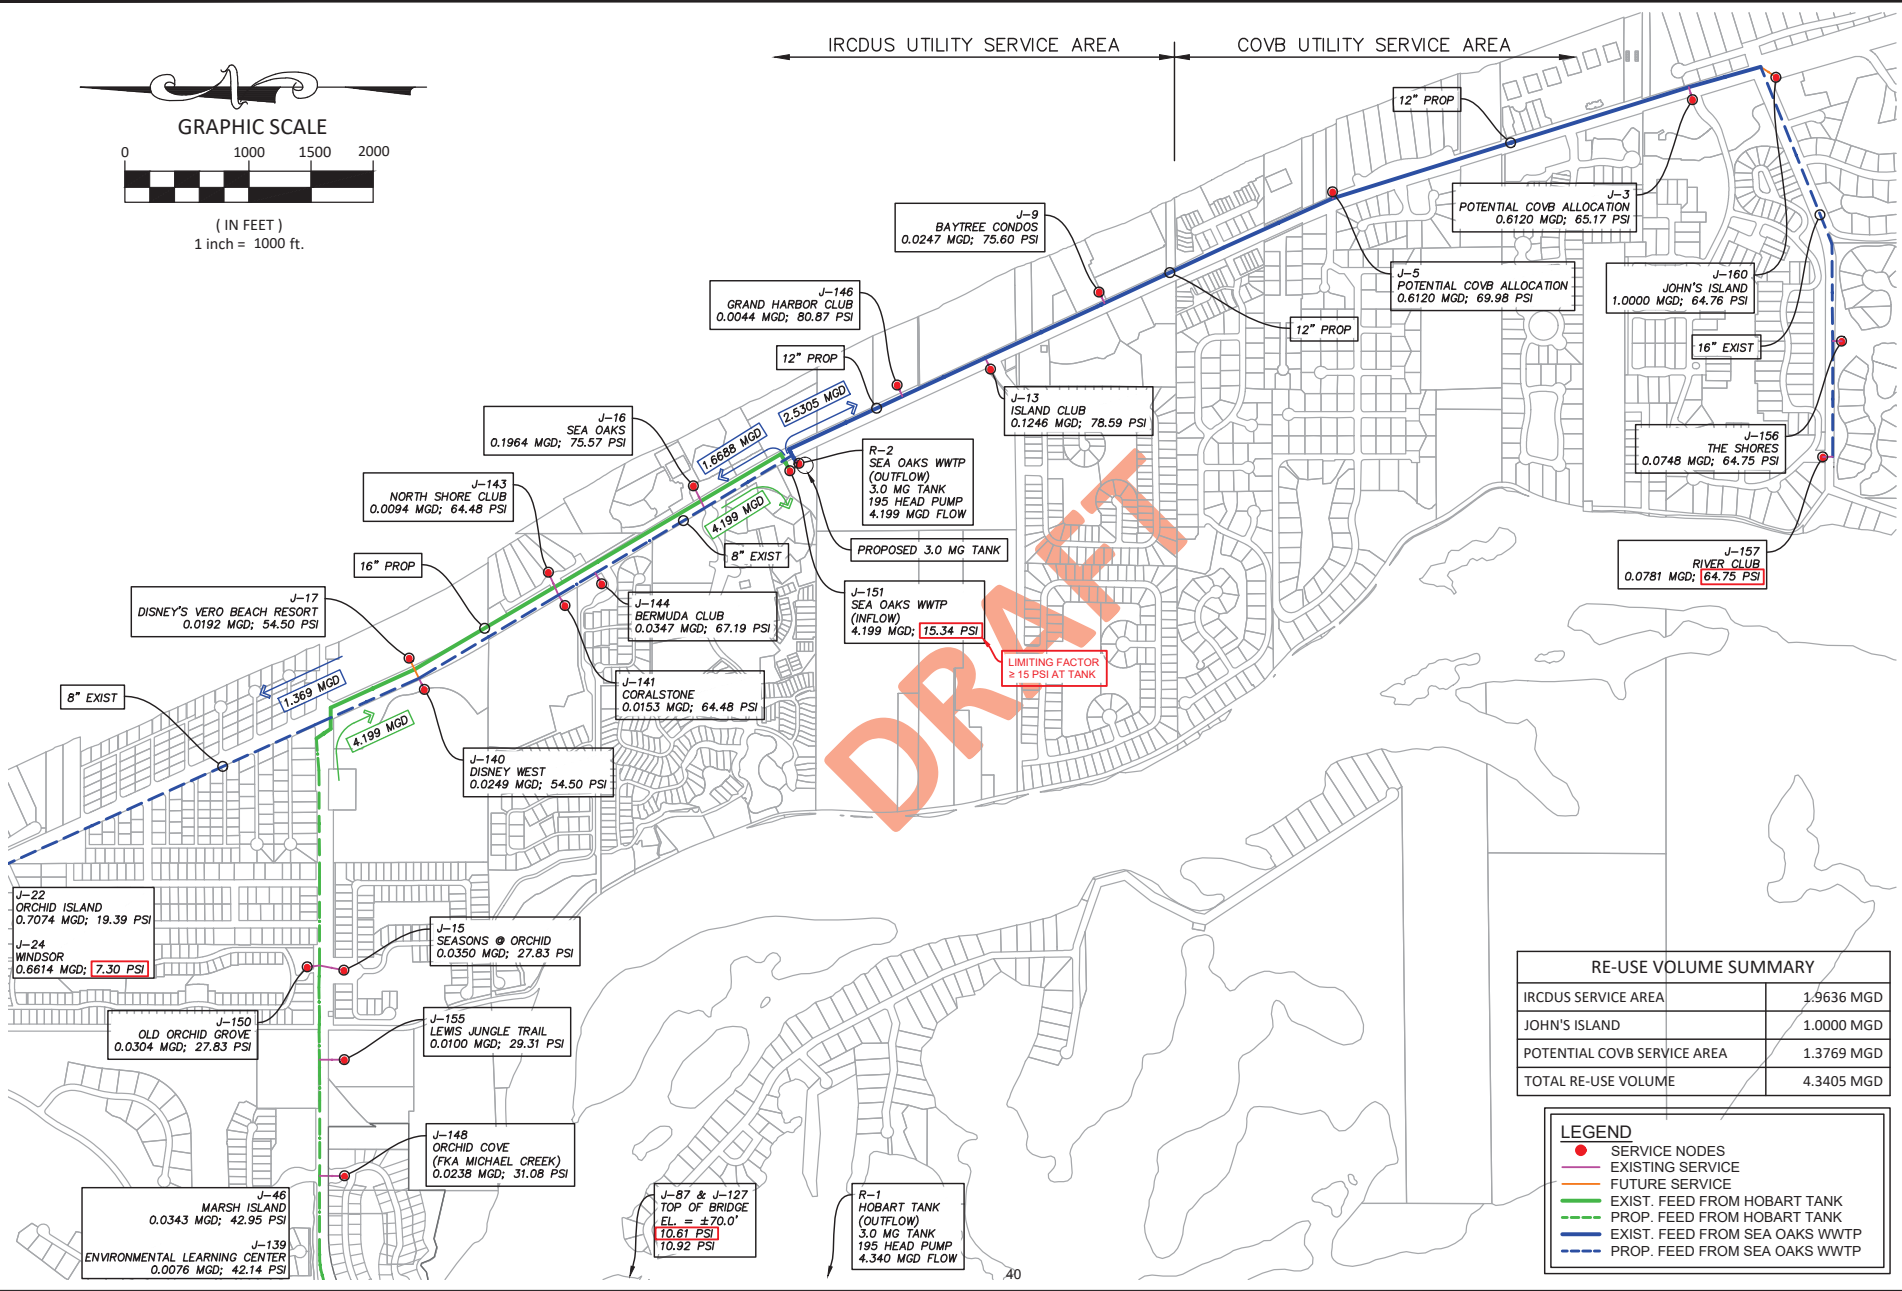 IRCDUS UTILITY SERVICE AREA
COVB UTILITY SERVICE AREA
GRAPHIC SCALE
0 1000 1500 2000
( IN FEET )
1 inch = 1000 ft.
12" PROP
J-3
POTENTIAL COVB ALLOCATION
0.6120 MGD; 65.17 PSI
J-9
BAYTREE CONDOS
0.0247 MGD; 75.60 PSI
J-5
POTENTIAL COVB ALLOCATION
0.6120 MGD; 69.98 PSI
J-160
JOHN'S ISLAND
1.0000 MGD; 64.76 PSI
J-146
GRAND HARBOR CLUB
0.0044 MGD; 80.87 PSI
12" PROP
16" EXIST
12" PROP
2.5305 MGD
J-13
ISLAND CLUB
0.1246 MGD; 78.59 PSI
J-16
SEA OAKS
0.1964 MGD; 75.57 PSI
1.6688 MGD
J-156
THE SHORES
0.0748 MGD; 64.75 PSI
R-2
SEA OAKS WWTP
(OUTFLOW)
3.0 MG TANK
195 HEAD PUMP
4.199 MGD FLOW
J-143
NORTH SHORE CLUB
0.0094 MGD; 64.48 PSI
4.199 MGD
8" EXIST
PROPOSED 3.0 MG TANK
J-157
RIVER CLUB
0.0781 MGD; 64.75 PSI
16" PROP
J-17
DISNEY'S VERO BEACH RESORT
0.0192 MGD; 54.50 PSI
J-144
BERMUDA CLUB
0.0347 MGD; 67.19 PSI
J-151
SEA OAKS WWTP
(INFLOW)
4.199 MGD; 15.34 PSI
LIMITING FACTOR
≥ 15 PSI AT TANK
DRAFT
8" EXIST
1.369 MGD
J-141
CORALSTONE
0.0153 MGD; 64.48 PSI
4.199 MGD
J-140
DISNEY WEST
0.0249 MGD; 54.50 PSI
J-22
ORCHID ISLAND
0.7074 MGD; 19.39 PSI
J-24
WINDSOR
0.6614 MGD; 7.30 PSI
J-15
SEASONS @ ORCHID
0.0350 MGD; 27.83 PSI
J-150
OLD ORCHID GROVE
0.0304 MGD; 27.83 PSI
J-155
LEWIS JUNGLE TRAIL
0.0100 MGD; 29.31 PSI
J-148
ORCHID COVE
(FKA MICHAEL CREEK)
0.0238 MGD; 31.08 PSI
J-46
MARSH ISLAND
0.0343 MGD; 42.95 PSI
J-139
ENVIRONMENTAL LEARNING CENTER
0.0076 MGD; 42.14 PSI
J-87 & J-127
TOP OF BRIDGE
EL. = ±70.0'
10.61 PSI
10.92 PSI
R-1
HOBART TANK
(OUTFLOW)
3.0 MG TANK
195 HEAD PUMP
4.340 MGD FLOW
40
RE-USE VOLUME SUMMARY
IRCDUS SERVICE AREA 1.9636 MGD
JOHN'S ISLAND 1.0000 MGD
POTENTIAL COVB SERVICE AREA 1.3769 MGD
TOTAL RE-USE VOLUME 4.3405 MGD
LEGEND
SERVICE NODES
EXISTING SERVICE
FUTURE SERVICE
EXIST. FEED FROM HOBART TANK
PROP. FEED FROM HOBART TANK
EXIST. FEED FROM SEA OAKS WWTP
PROP. FEED FROM SEA OAKS WWTP